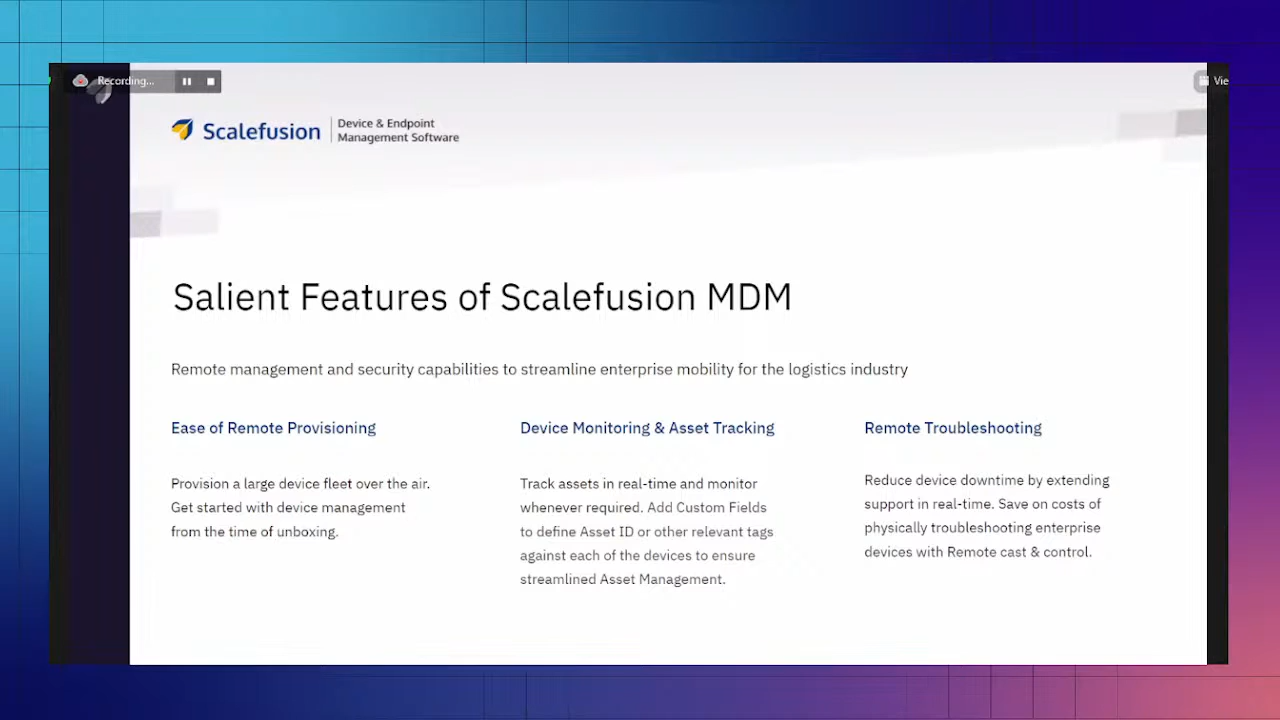 Recording...
Vie
Scalefusion
Device & Endpoint
Management Software
Salient Features of Scalefusion MDM
Remote management and security capabilities to streamline enterprise mobility for the logistics industry
Ease of Remote Provisioning
Provision a large device fleet over the air.
Get started with device management
from the time of unboxing.
Device Monitoring & Asset Tracking
Track assets in real-time and monitor
whenever required. Add Custom Fields
to define Asset ID or other relevant tags
against each of the devices to ensure
streamlined Asset Management.
Remote Troubleshooting
Reduce device downtime by extending
support in real-time. Save on costs of
physically troubleshooting enterprise
devices with Remote cast & control.